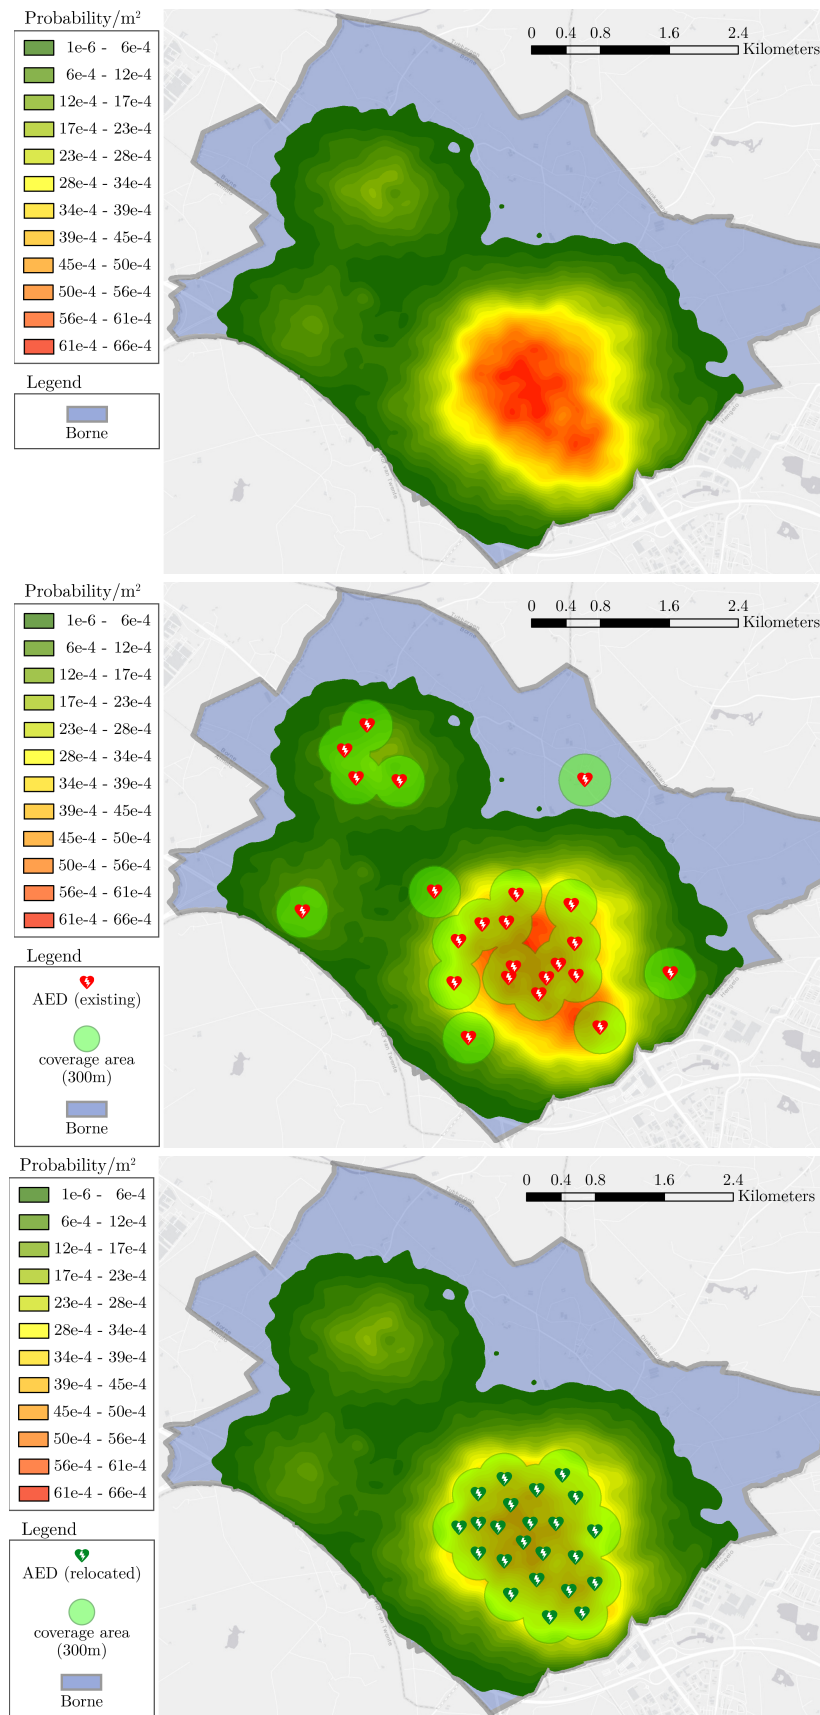 Probability/m²
1e-6 - 6e-4
6e-4 - 12e-4
12e-4 - 17e-4
17e-4 - 23e-4
23e-4 - 28e-4
28e-4 - 34e-4
34e-4 - 39e-4
39e-4 - 45e-4
45e-4 - 50e-4
50e-4 - 56e-4
56e-4 - 61e-4
61e-4 - 66e-4
Legend
Borne
0 0.4 0.8 1.6 2.4
Kilometers
Probability/m²
1e-6 - 6e-4
6e-4 - 12e-4
12e-4 - 17e-4
17e-4 - 23e-4
23e-4 - 28e-4
28e-4 - 34e-4
34e-4 - 39e-4
39e-4 - 45e-4
45e-4 - 50e-4
50e-4 - 56e-4
56e-4 - 61e-4
61e-4 - 66e-4
Legend
AED (existing)
coverage area
(300m)
Borne
0 0.4 0.8 1.6 2.4
Kilometers
Probability/m²
1e-6 - 6e-4
6e-4 - 12e-4
12e-4 - 17e-4
17e-4 - 23e-4
23e-4 - 28e-4
28e-4 - 34e-4
34e-4 - 39e-4
39e-4 - 45e-4
45e-4 - 50e-4
50e-4 - 56e-4
56e-4 - 61e-4
61e-4 - 66e-4
Legend
AED (relocated)
coverage area
(300m)
Borne
0 0.4 0.8 1.6 2.4
Kilometers